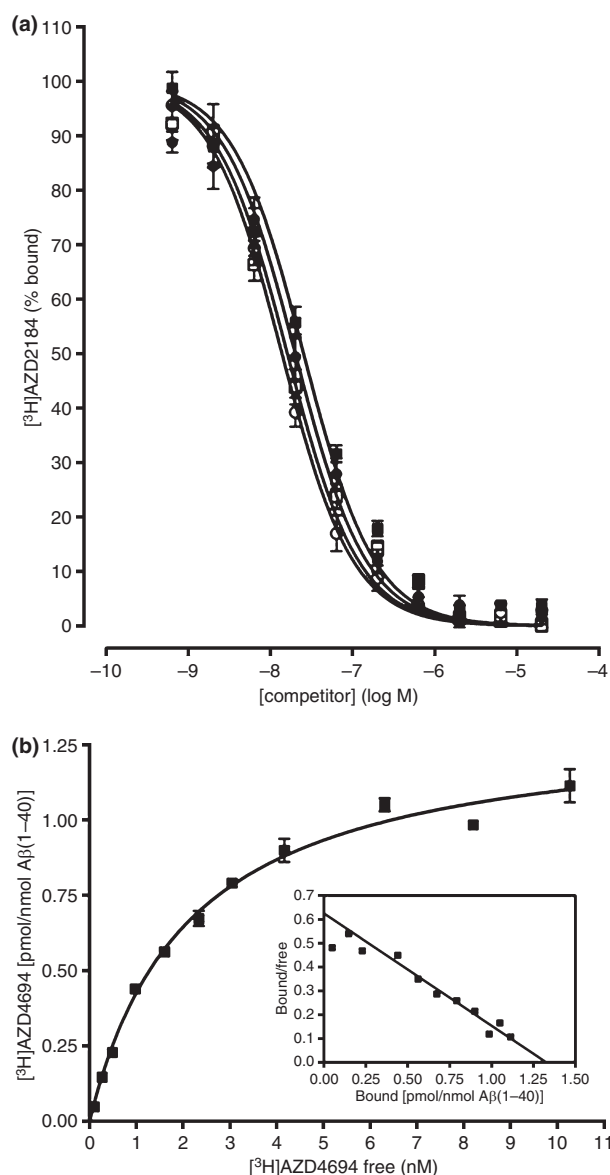 (a)
110
100
90
80
70
60
50
40
30
20
10
0
[³H]AZD2184 (% bound)
–10 –9 –8 –7 –6 –5 –4
[competitor] (log M)
(b)
1.25
1.00
0.75
0.50
0.25
0.00
[³H]AZD4694 [pmol/nmol Aβ(1–40)]
0.7
0.6
0.5
0.4
0.3
0.2
0.1
0.0
Bound/free
0.00 0.25 0.50 0.75 1.00 1.25 1.50
Bound [pmol/nmol Aβ(1–40)]
0 1 2 3 4 5 6 7 8 9 10 11
[³H]AZD4694 free (nM)